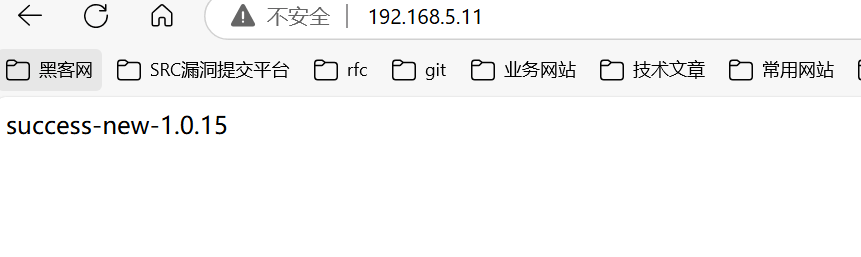 不安全 192.168.5.11
黑客网 SRC漏洞提交平台 rfc git 业务网站 技术文章 常用网站
success-new-1.0.15